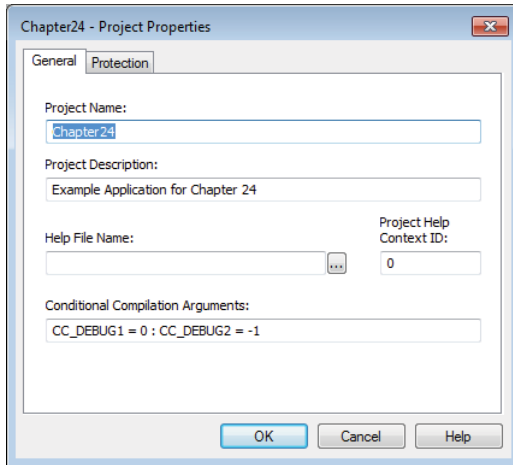 Chapter24 - Project Properties
General Protection
Project Name:
Chapter24
Project Description:
Example Application for Chapter 24
Help File Name:
Project Help
Context ID:
...
0
Conditional Compilation Arguments:
CC_DEBUG1 = 0 : CC_DEBUG2 = -1
OK Cancel Help